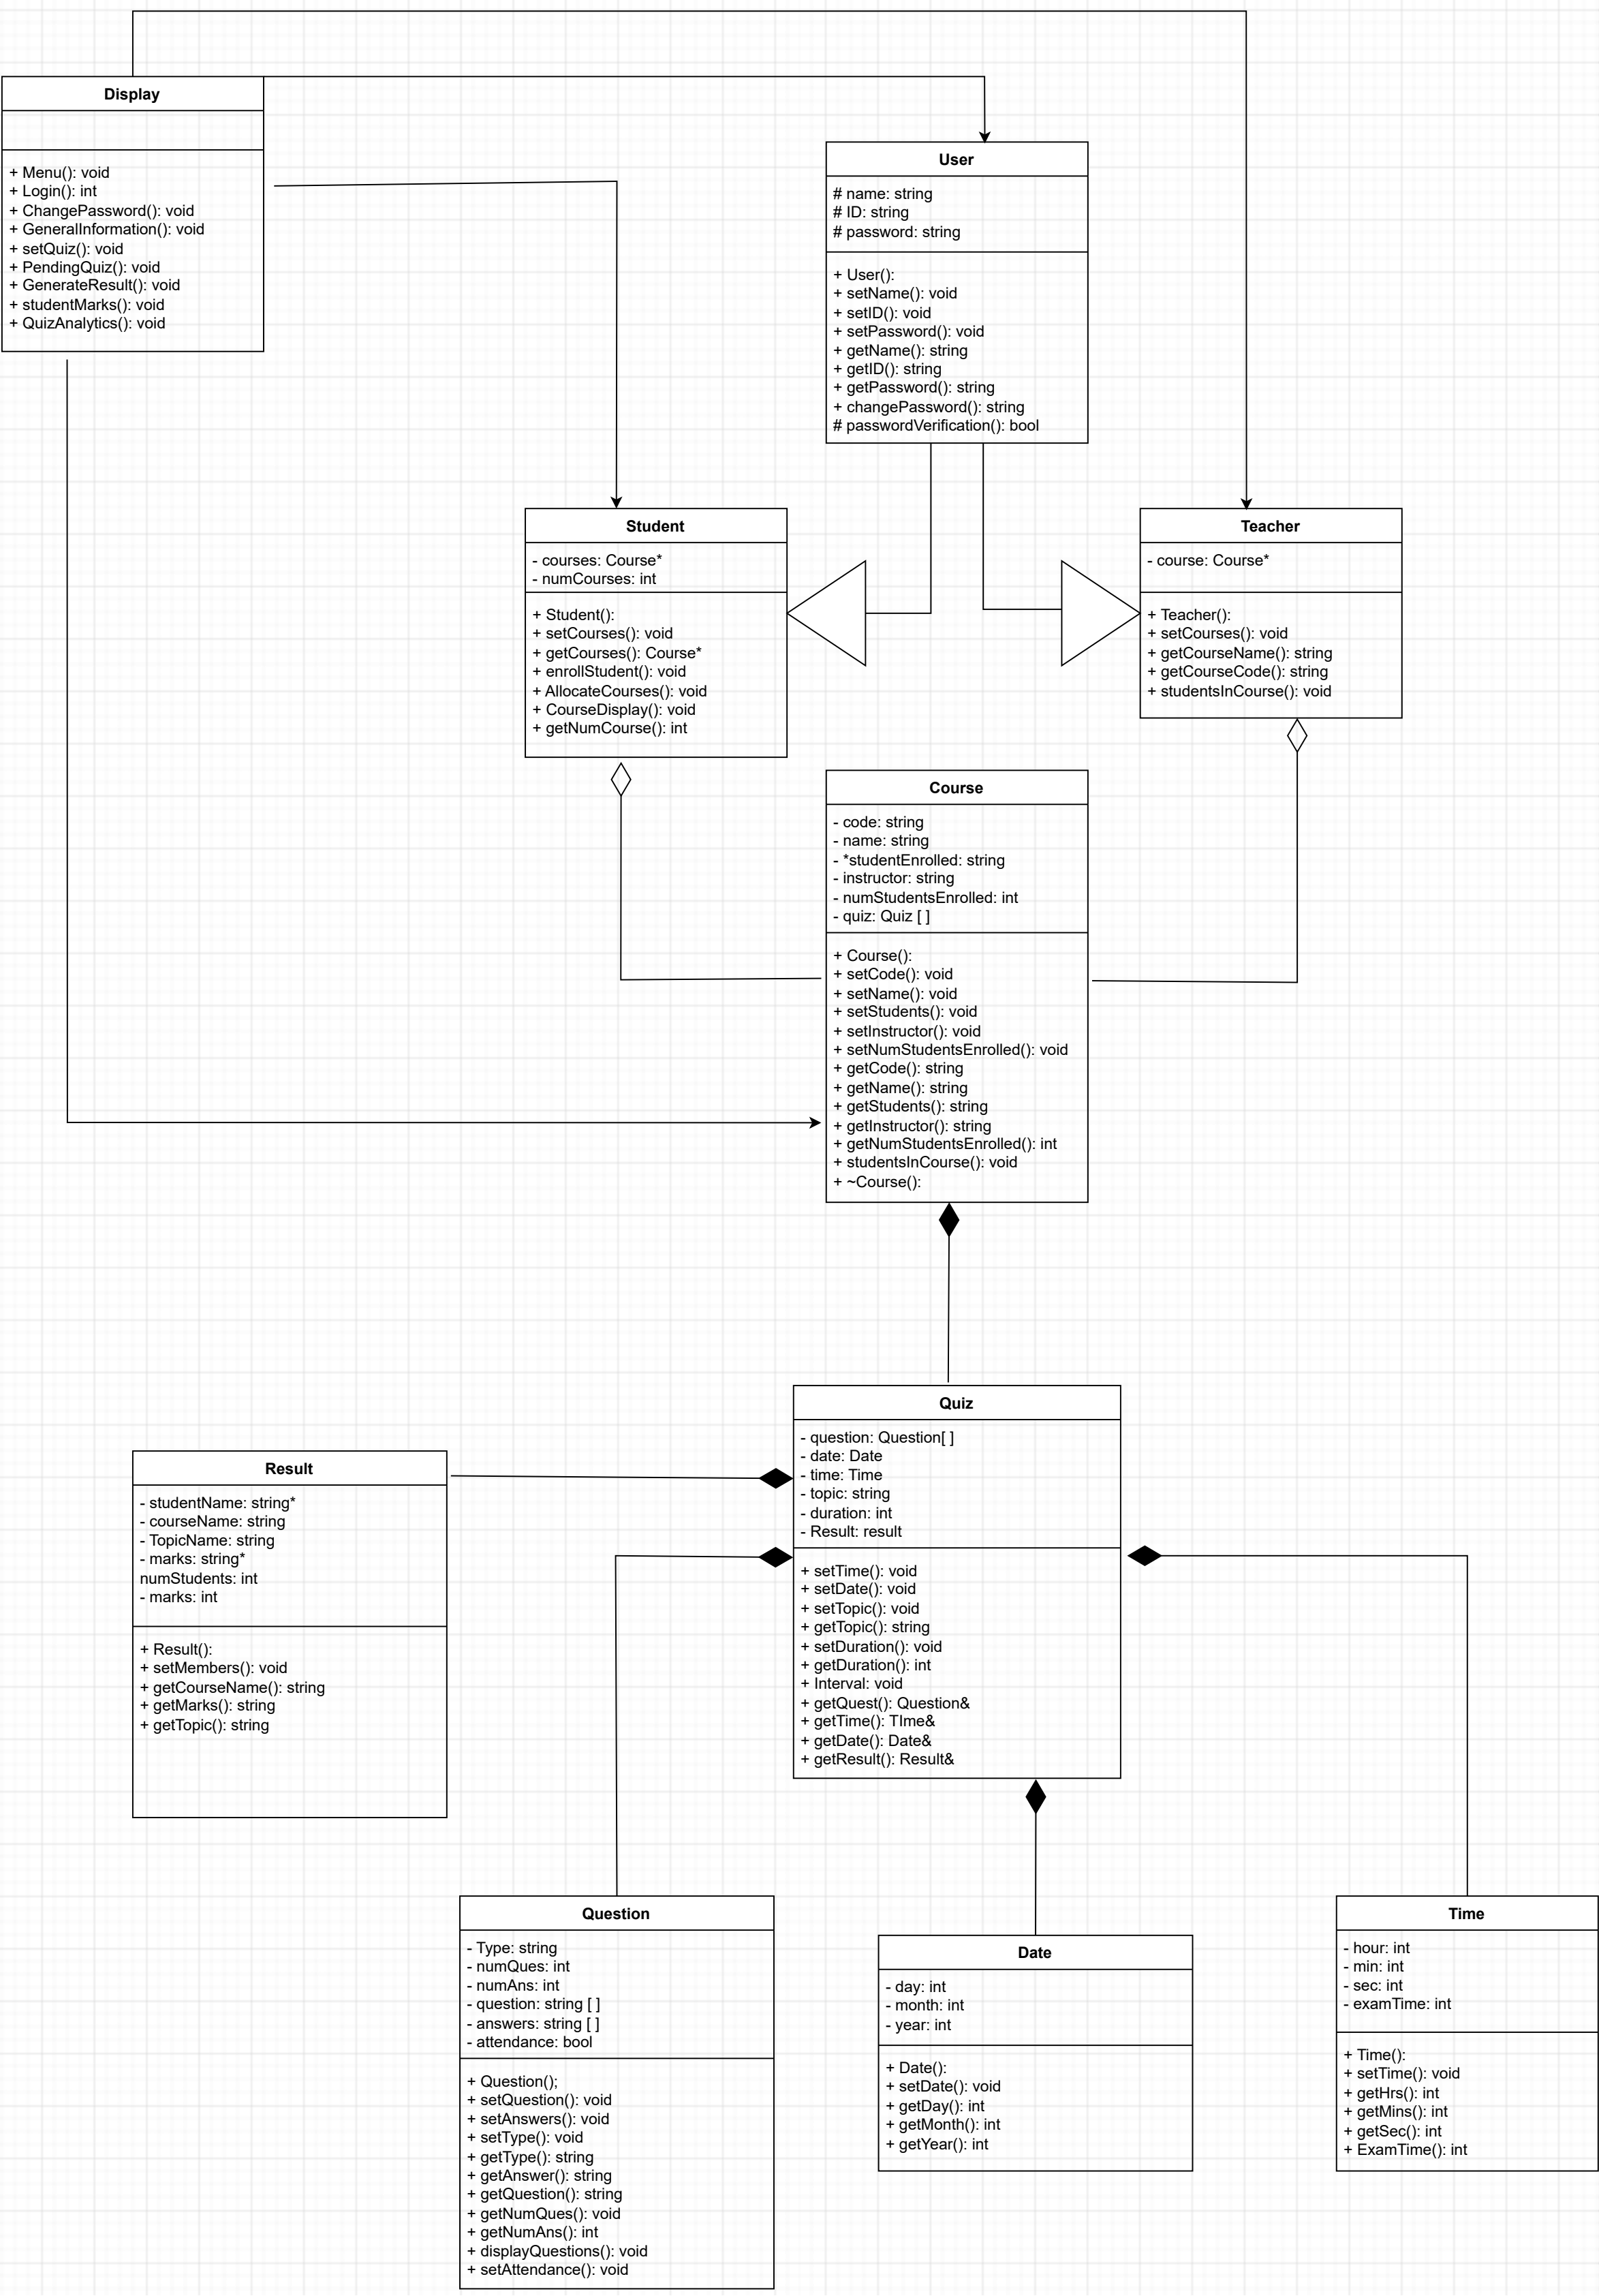 Display
+ Menu(): void
+ Login(): int
+ ChangePassword(): void
+ GeneralInformation(): void
+ setQuiz(): void
+ PendingQuiz(): void
+ GenerateResult(): void
+ studentMarks(): void
+ QuizAnalytics(): void
User
# name: string
# ID: string
# password: string
+ User():
+ setName(): void
+ setID(): void
+ setPassword(): void
+ getName(): string
+ getID(): string
+ getPassword(): string
+ changePassword(): string
# passwordVerification(): bool
Student
- courses: Course*
- numCourses: int
+ Student():
+ setCourses(): void
+ getCourses(): Course*
+ enrollStudent(): void
+ AllocateCourses(): void
+ CourseDisplay(): void
+ getNumCourse(): int
Teacher
- course: Course*
+ Teacher():
+ setCourses(): void
+ getCourseName(): string
+ getCourseCode(): string
+ studentsInCourse(): void
Course
- code: string
- name: string
- *studentEnrolled: string
- instructor: string
- numStudentsEnrolled: int
- quiz: Quiz [ ]
+ Course():
+ setCode(): void
+ setName(): void
+ setStudents(): void
+ setInstructor(): void
+ setNumStudentsEnrolled(): void
+ getCode(): string
+ getName(): string
+ getStudents(): string
+ getInstructor(): string
+ getNumStudentsEnrolled(): int
+ studentsInCourse(): void
+ ~Course():
Quiz
- question: Question[ ]
- date: Date
- time: Time
- topic: string
- duration: int
- Result: result
+ setTime(): void
+ setDate(): void
+ setTopic(): void
+ getTopic(): string
+ setDuration(): void
+ getDuration(): int
+ Interval: void
+ getQuest(): Question&
+ getTime(): TIme&
+ getDate(): Date&
+ getResult(): Result&
Result
- studentName: string*
- courseName: string
- TopicName: string
- marks: string*
numStudents: int
- marks: int
+ Result():
+ setMembers(): void
+ getCourseName(): string
+ getMarks(): string
+ getTopic(): string
Question
- Type: string
- numQues: int
- numAns: int
- question: string [ ]
- answers: string [ ]
- attendance: bool
+ Question();
+ setQuestion(): void
+ setAnswers(): void
+ setType(): void
+ getType(): string
+ getAnswer(): string
+ getQuestion(): string
+ getNumQues(): void
+ getNumAns(): int
+ displayQuestions(): void
+ setAttendance(): void
Date
- day: int
- month: int
- year: int
+ Date():
+ setDate(): void
+ getDay(): int
+ getMonth(): int
+ getYear(): int
Time
- hour: int
- min: int
- sec: int
- examTime: int
+ Time():
+ setTime(): void
+ getHrs(): int
+ getMins(): int
+ getSec(): int
+ ExamTime(): int